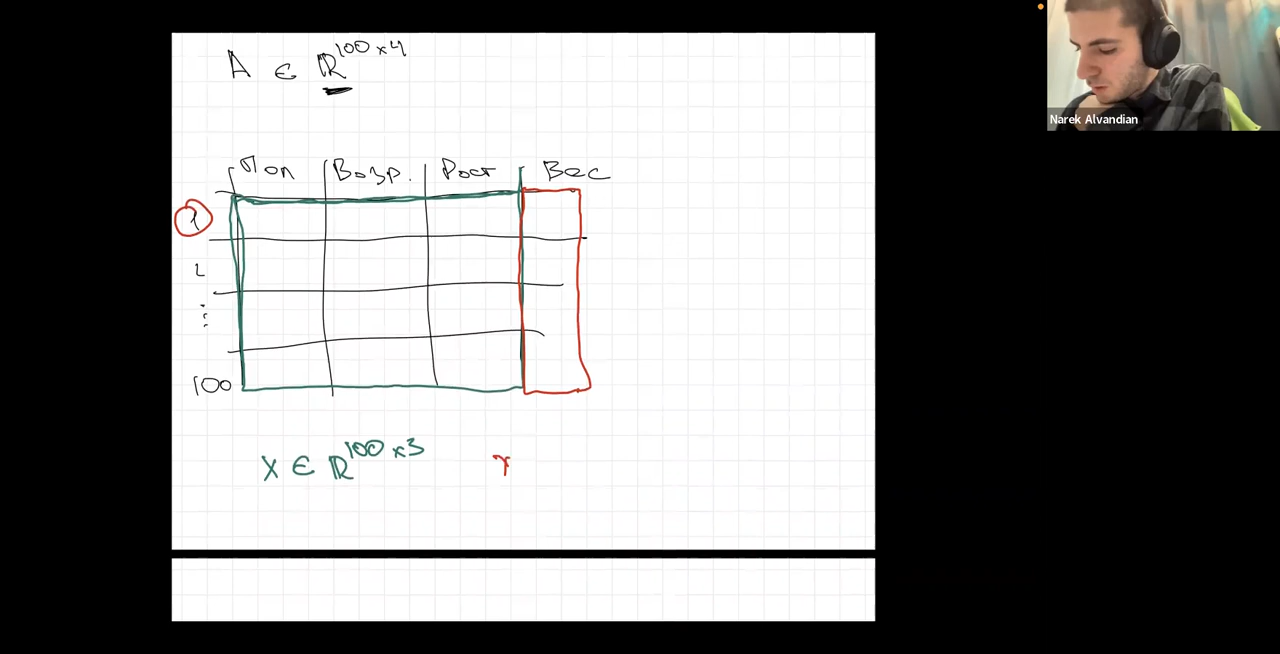 A ∈ ℝ^100×4
Narek Alvandian
Пол Возр. Рост Вес
1
2
⋮
100
X ∈ ℝ^100×3 Y